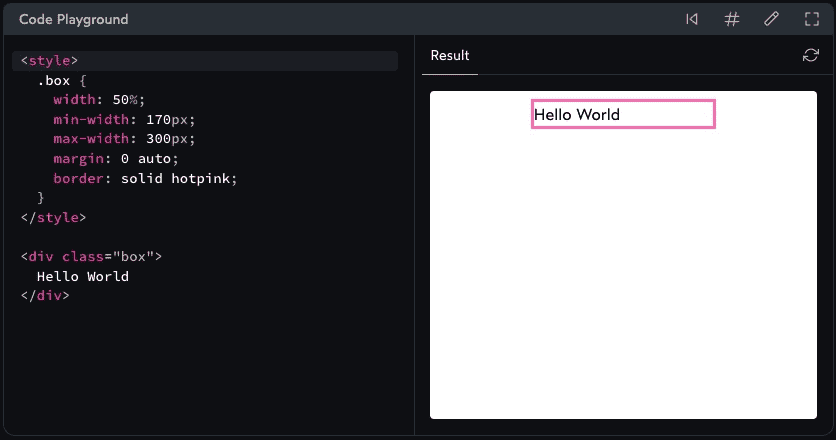 Code Playground
<style>
  .box {
    width: 50%;
    min-width: 170px;
    max-width: 300px;
    margin: 0 auto;
    border: solid hotpink;
  }
</style>

<div class="box">
  Hello World
</div>
Result
Hello World